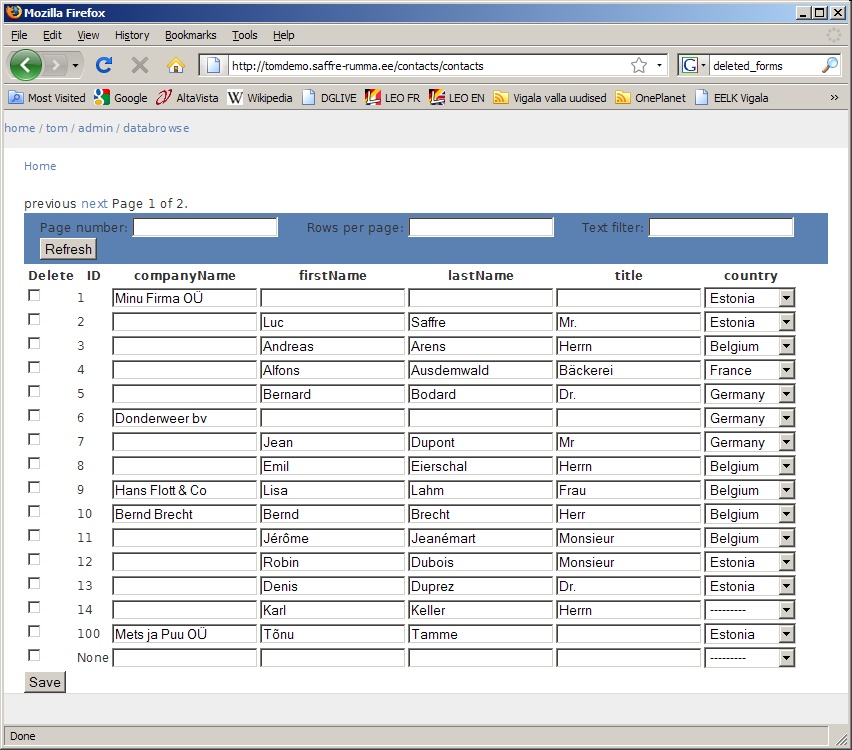 Mozilla Firefox
File Edit View History Bookmarks Tools Help
http://tomdemo.saffre-rumma.ee/contacts/contacts G deleted_forms
Most Visited Google AltaVista W Wikipedia DGLIVE LEO FR LEO EN Vigala valla uudised OnePlanet EELK Vigala »
home / tom / admin / databrowse
Home
previous next Page 1 of 2.
Page number: Rows per page: Text filter:
Refresh
Delete ID companyName firstName lastName title country
1 Minu Firma OÜ Estonia
2 Luc Saffre Mr. Estonia
3 Andreas Arens Herrn Belgium
4 Alfons Ausdemwald Bäckerei France
5 Bernard Bodard Dr. Germany
6 Donderweer bv Germany
7 Jean Dupont Mr Germany
8 Emil Eierschal Herrn Belgium
9 Hans Flott & Co Lisa Lahm Frau Belgium
10 Bernd Brecht Bernd Brecht Herr Belgium
11 Jérôme Jeanémart Monsieur Belgium
12 Robin Dubois Monsieur Estonia
13 Denis Duprez Dr. Estonia
14 Karl Keller Herrn ---------
100 Mets ja Puu OÜ Tõnu Tamme Estonia
None ---------
Save
Done